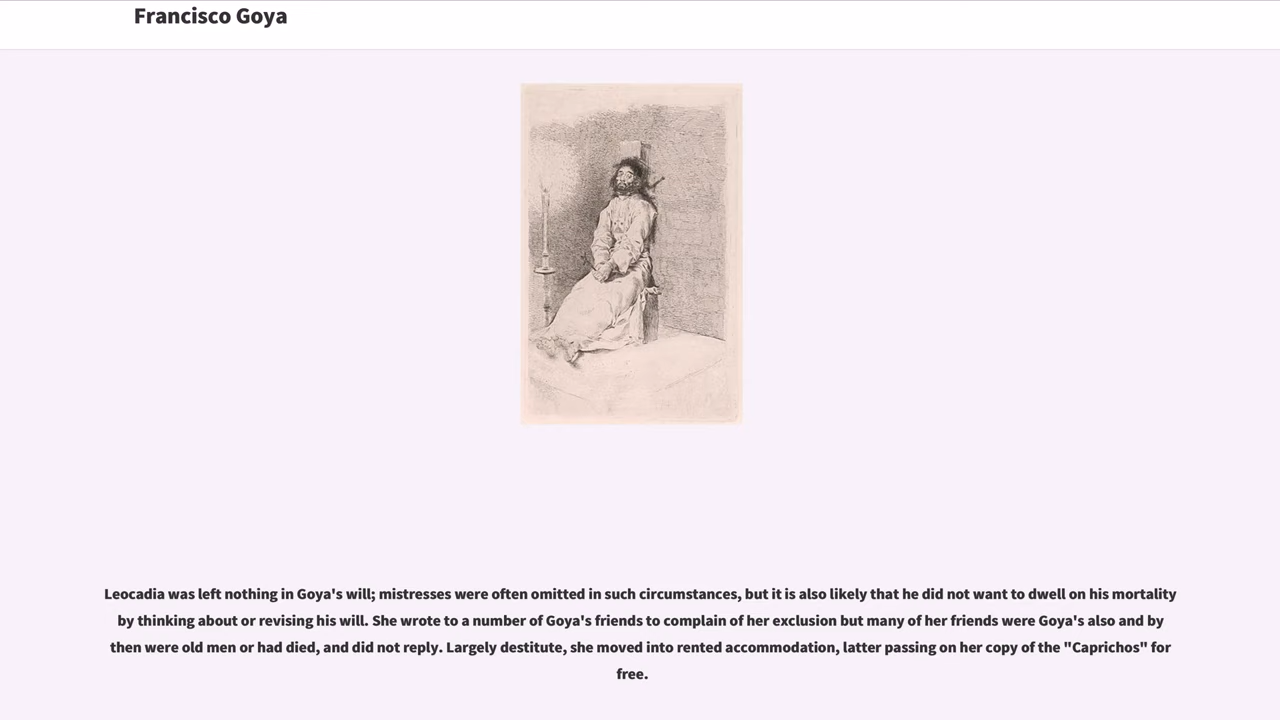 Francisco Goya
Leocadia was left nothing in Goya's will; mistresses were often omitted in such circumstances, but it is also likely that he did not want to dwell on his mortality
by thinking about or revising his will. She wrote to a number of Goya's friends to complain of her exclusion but many of her friends were Goya's also and by
then were old men or had died, and did not reply. Largely destitute, she moved into rented accommodation, latter passing on her copy of the "Caprichos" for
free.